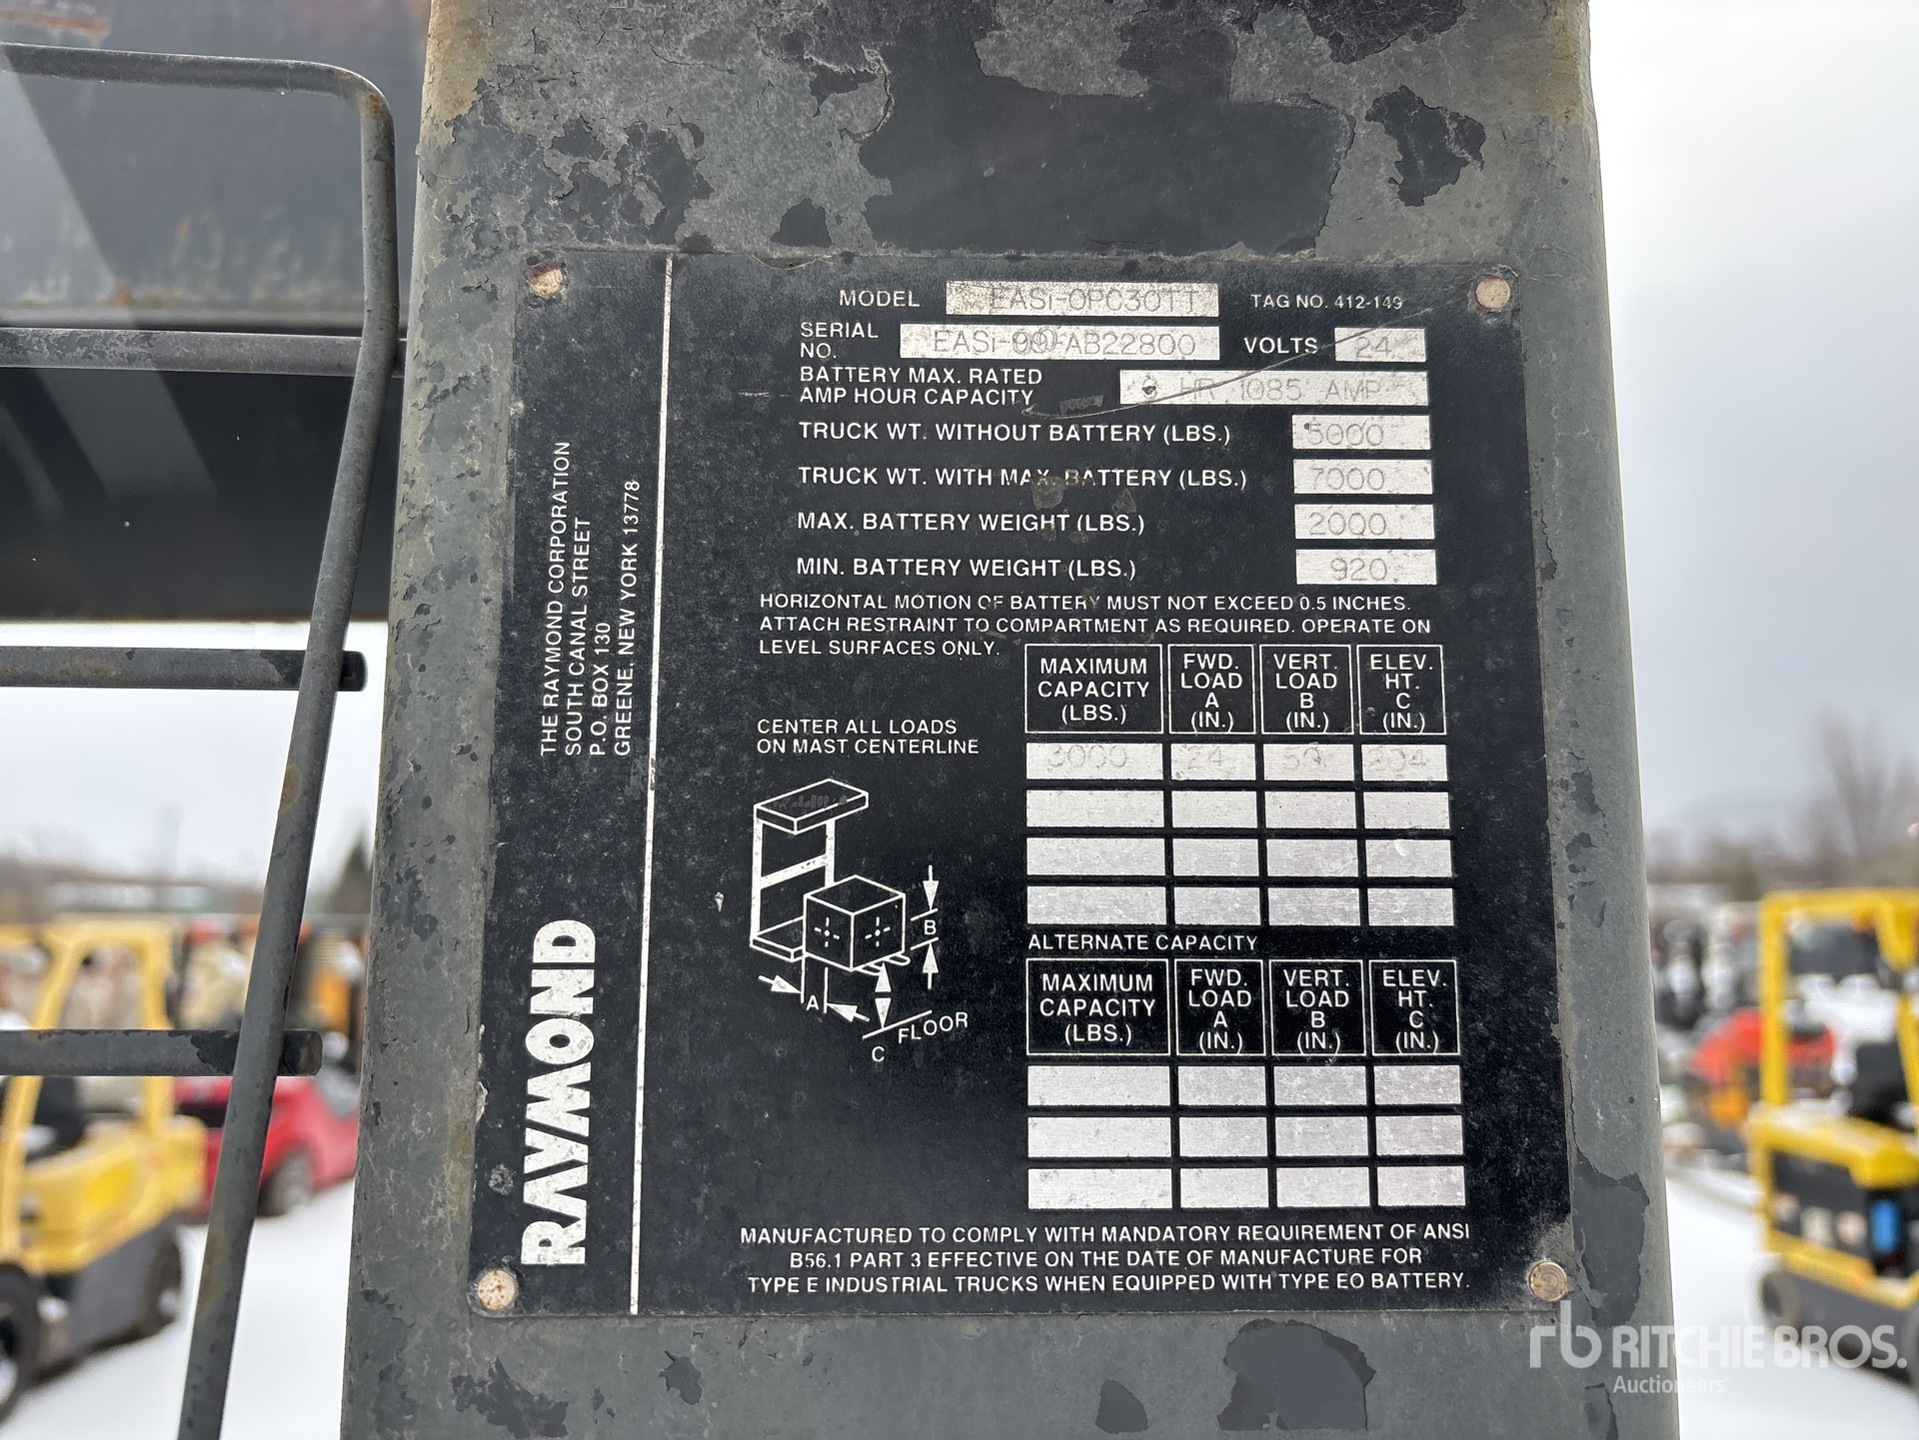 MODEL EASi-OPC30TT TAG NO. 412-149
SERIAL NO. AB22800 VOLTS 24
BATTERY MAX. RATED
AMP HOUR CAPACITY 6 HR 1085 AMP
TRUCK WT. WITHOUT BATTERY (LBS.) 5000
TRUCK WT. WITH MAX. BATTERY (LBS.) 7000
MAX. BATTERY WEIGHT (LBS.) 2000
MIN. BATTERY WEIGHT (LBS.) 920
HORIZONTAL MOTION OF BATTERY MUST NOT EXCEED 0.5 INCHES.
ATTACH RESTRAINT TO COMPARTMENT AS REQUIRED. OPERATE ON
LEVEL SURFACES ONLY.
MAXIMUM CAPACITY (LBS.) FWD. LOAD A (IN.) VERT. LOAD B (IN.) ELEV. HT. C (IN.)
3000 24 204
CENTER ALL LOADS
ON MAST CENTERLINE
B
A
C FLOOR
ALTERNATE CAPACITY
MAXIMUM CAPACITY (LBS.) FWD. LOAD A (IN.) VERT. LOAD B (IN.) ELEV. HT. C (IN.)
MANUFACTURED TO COMPLY WITH MANDATORY REQUIREMENT OF ANSI
B56.1 PART 3 EFFECTIVE ON THE DATE OF MANUFACTURE FOR
TYPE E INDUSTRIAL TRUCKS WHEN EQUIPPED WITH TYPE EO BATTERY.
THE RAYMOND CORPORATION
SOUTH CANAL STREET
P.O. BOX 130
GREENE, NEW YORK 13778
RAYMOND
rb RITCHIE BROS.
Auctioneers